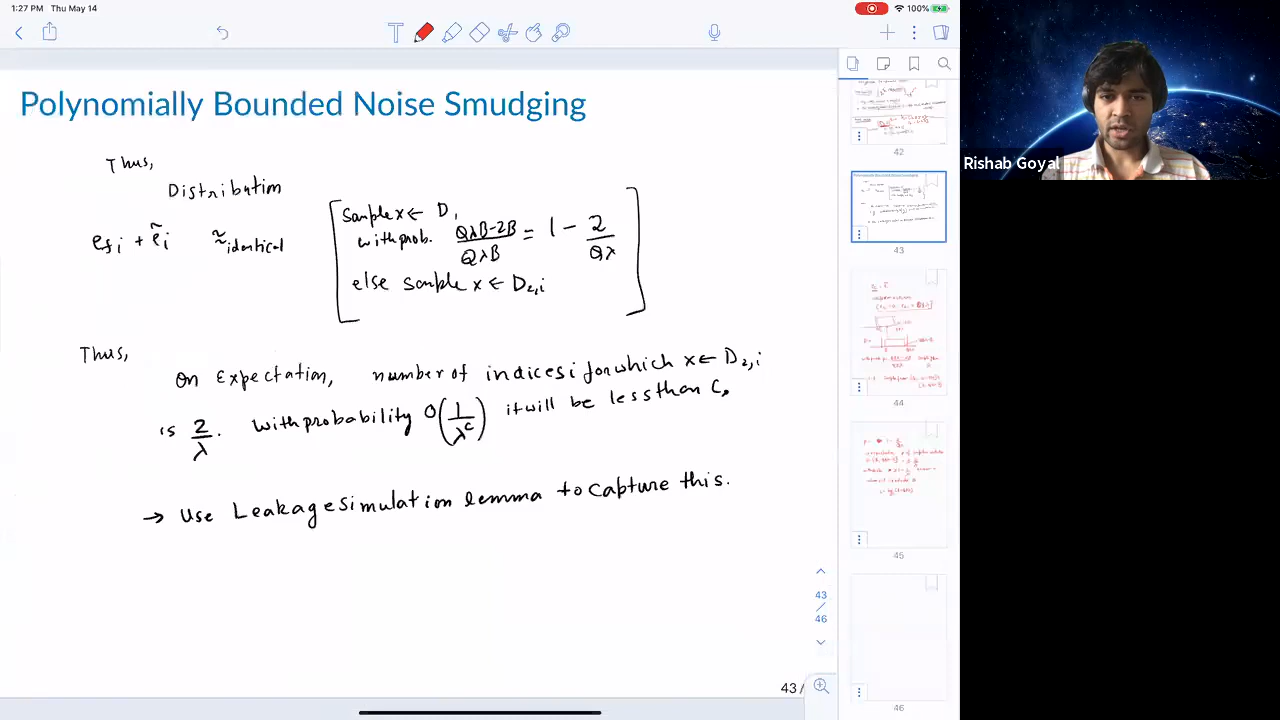 1:27 PM Thu May 14
100%
Polynomially Bounded Noise Smudging
Thus,
Distribution
e_{f_i} + ẽ_i ≈ identical
Sample x ← D,
with prob. (QλB-2B)/(QλB) = 1 - 2/(Qλ)
else sample x ← D_{2,i}
Thus,
On Expectation, number of indices i for which x ← D_{2,i}
is 2/λ. With probability O(1/λ^c) it will be less than C,
→ Use Leakage simulation lemma to capture this.
43
46
43/
42
43
44
45
46
Rishab Goyal